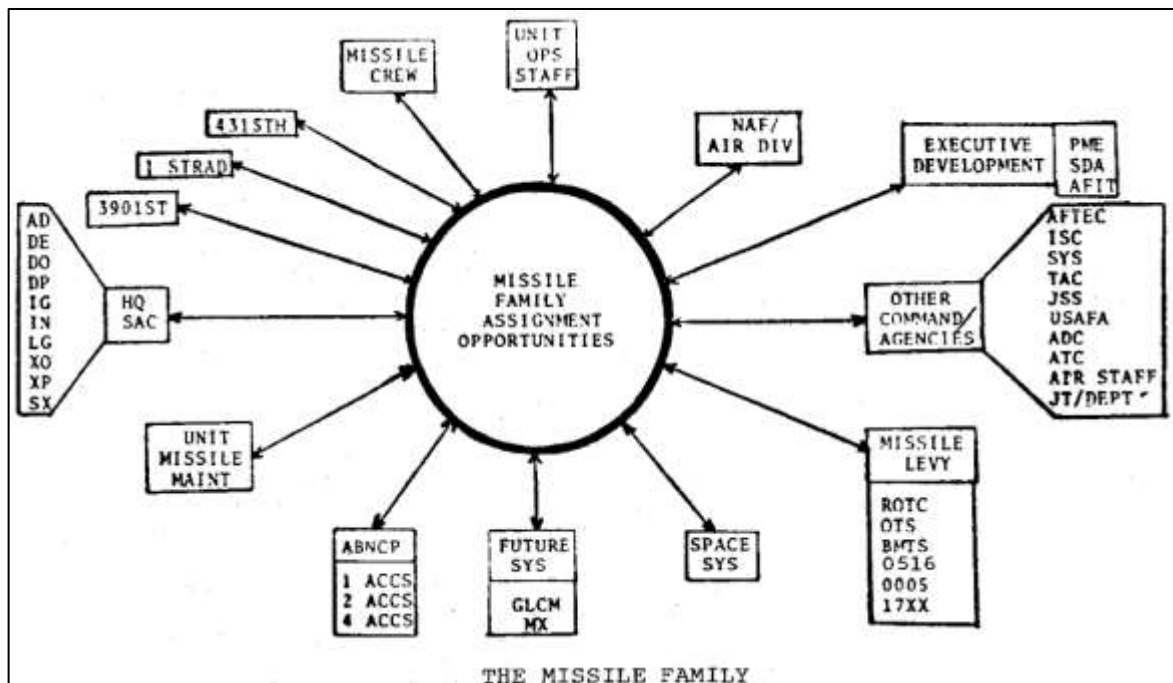 MISSILE
CREW
UNIT
OPS
STAFF
4315TH
1 STRAD
3901ST
NAF/
AIR DIV
EXECUTIVE
DEVELOPMENT
PME
SDA
AFIT
AD
DE
DO
DP
IG
IN
LG
XO
XP
SX
HQ
SAC
MISSILE
FAMILY
ASSIGNMENT
OPPORTUNITIES
OTHER
COMMAND/
AGENCIES
AFTEC
ISC
SYS
TAC
JSS
USAFA
ADC
ATC
AIR STAFF
JT/DEPT
UNIT
MISSILE
MAINT
ABNCP
1 ACCS
2 ACCS
4 ACCS
FUTURE
SYS
GLCM
MX
SPACE
SYS
MISSILE
LEVY
ROTC
OTS
BMTS
0516
0005
17XX
THE MISSILE FAMILY